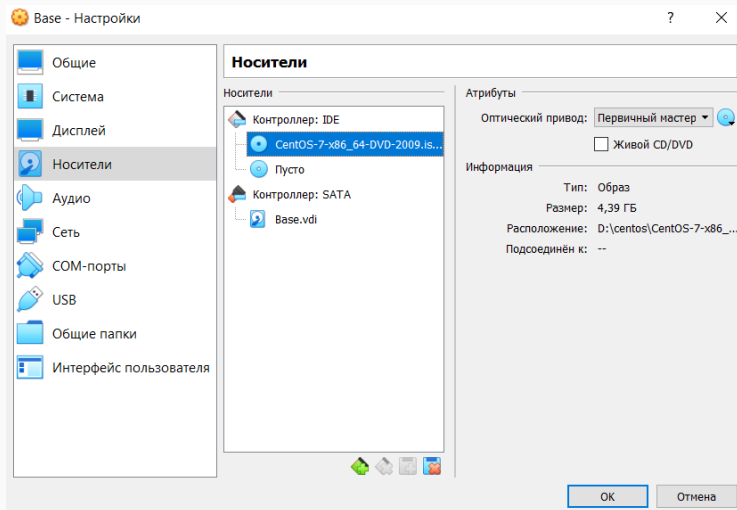 Base - Настройки
?
Общие
Система
Дисплей
Носители
Аудио
Сеть
COM-порты
USB
Общие папки
Интерфейс пользователя
Носители
Носители
Контроллер: IDE
CentOS-7-x86_64-DVD-2009.is...
Пусто
Контроллер: SATA
Base.vdi
Атрибуты
Оптический привод: Первичный мастер
Живой CD/DVD
Информация
Тип: Образ
Размер: 4,39 ГБ
Расположение: D:\centos\CentOS-7-x86_...
Подсоединён к: --
ОК
Отмена